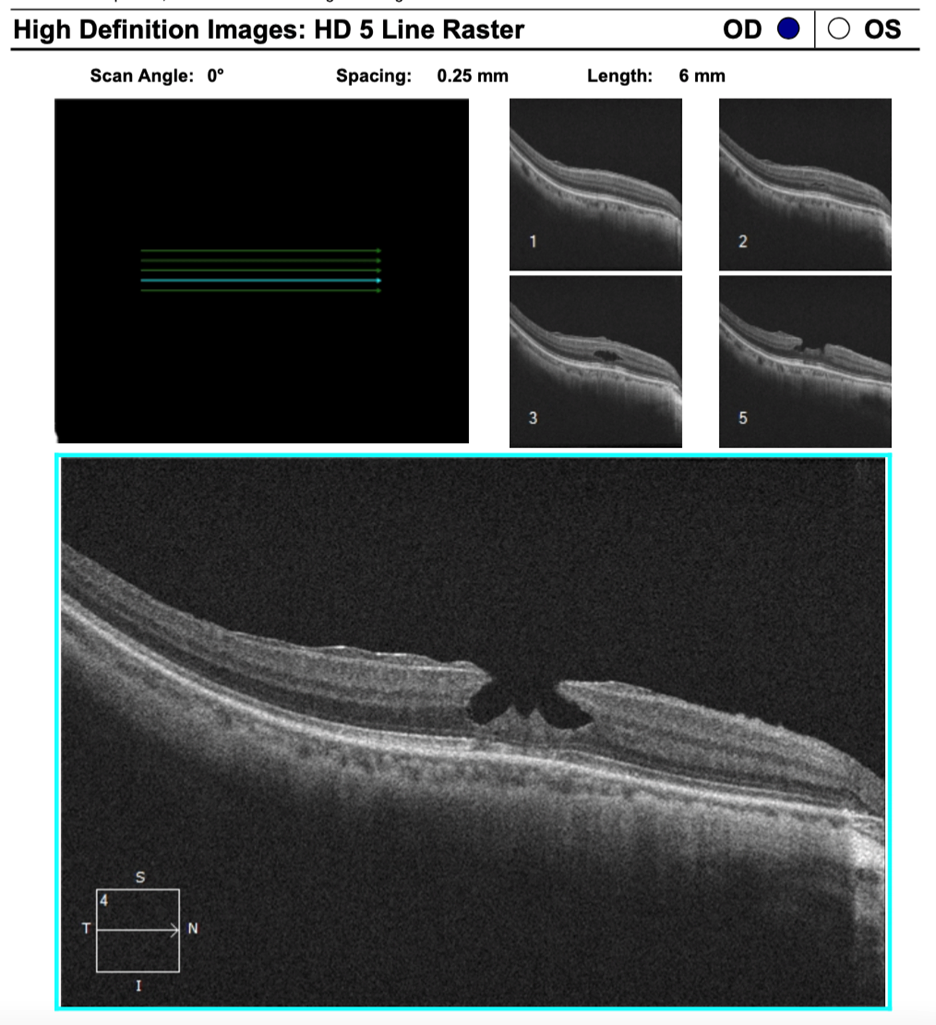 High Definition Images: HD 5 Line Raster OD OS
Scan Angle: 0° Spacing: 0.25 mm Length: 6 mm
1 2
3 5
S
4
T N
I